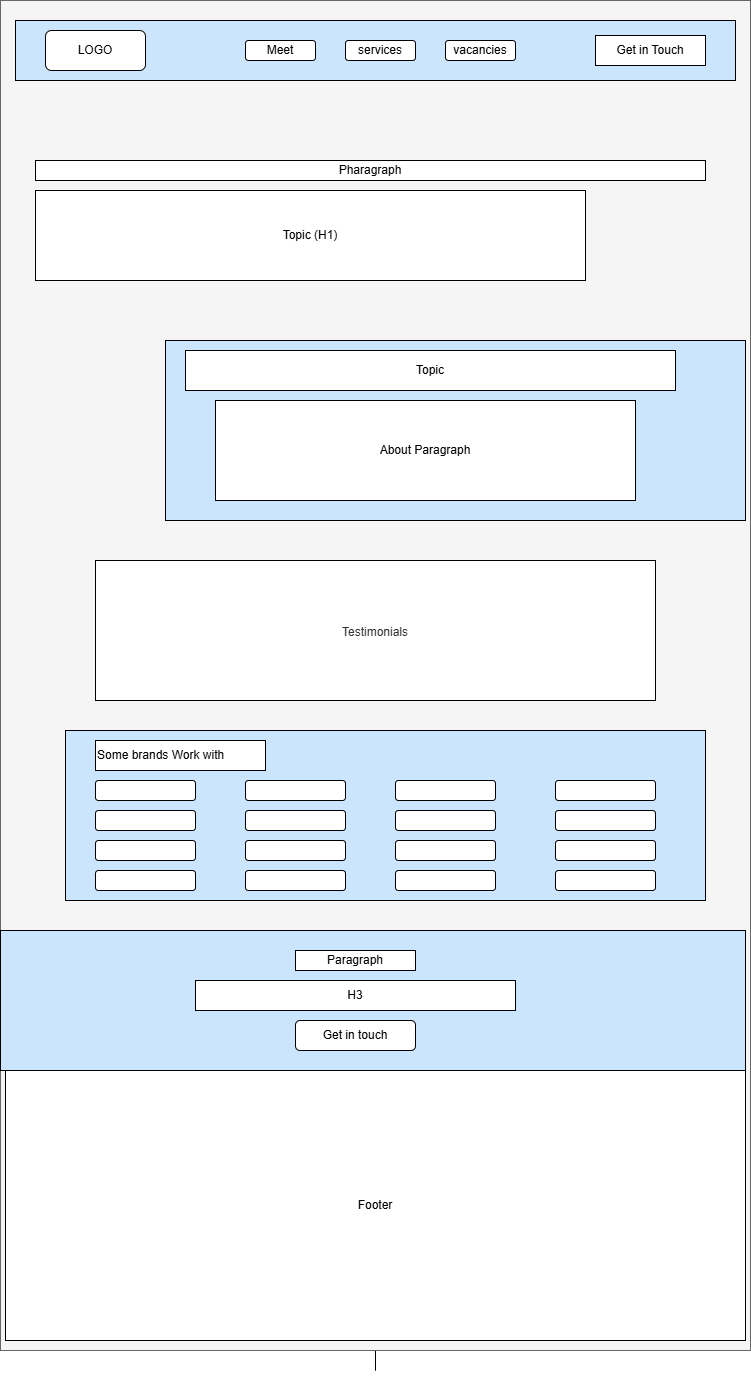 LOGO
Meet
services
vacancies
Get in Touch
Pharagraph
Topic (H1)
Topic
About Paragraph
Testimonials
Some brands Work with
Paragraph
H3
Get in touch
Footer